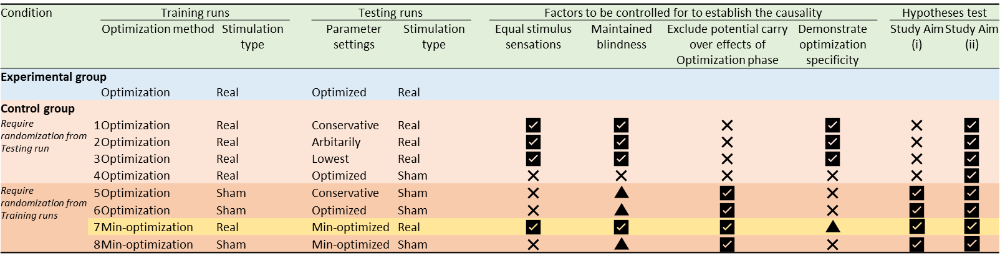 Condition Training runs Testing runs Factors to be controlled for to establish the causality Hypotheses test
Optimization method Stimulation type Parameter settings Stimulation type Equal stimulus sensations Maintained blindness Exclude potential carry over effects of Optimization phase Demonstrate optimization specificity Study Aim (i) Study Aim (ii)
Experimental group
Optimization Real Optimized Real
Control group
Require randomization from Testing run
1 Optimization Real Conservative Real ✓ ✓ ✕ ✓ ✕ ✓
2 Optimization Real Arbitarily Real ✓ ✓ ✕ ✓ ✕ ✓
3 Optimization Real Lowest Real ✓ ✓ ✕ ✓ ✕ ✓
4 Optimization Real Optimized Sham ✕ ✕ ✕ ✕ ✕ ✓
Require randomization from Training runs
5 Optimization Sham Conservative Sham ✕ ▲ ✓ ✕ ✓ ✓
6 Optimization Sham Optimized Sham ✕ ▲ ✓ ✕ ✓ ✓
7 Min-optimization Real Min-optimized Real ✓ ✓ ✓ ▲ ✓ ✓
8 Min-optimization Sham Min-optimized Sham ✕ ▲ ✓ ✕ ✓ ✓